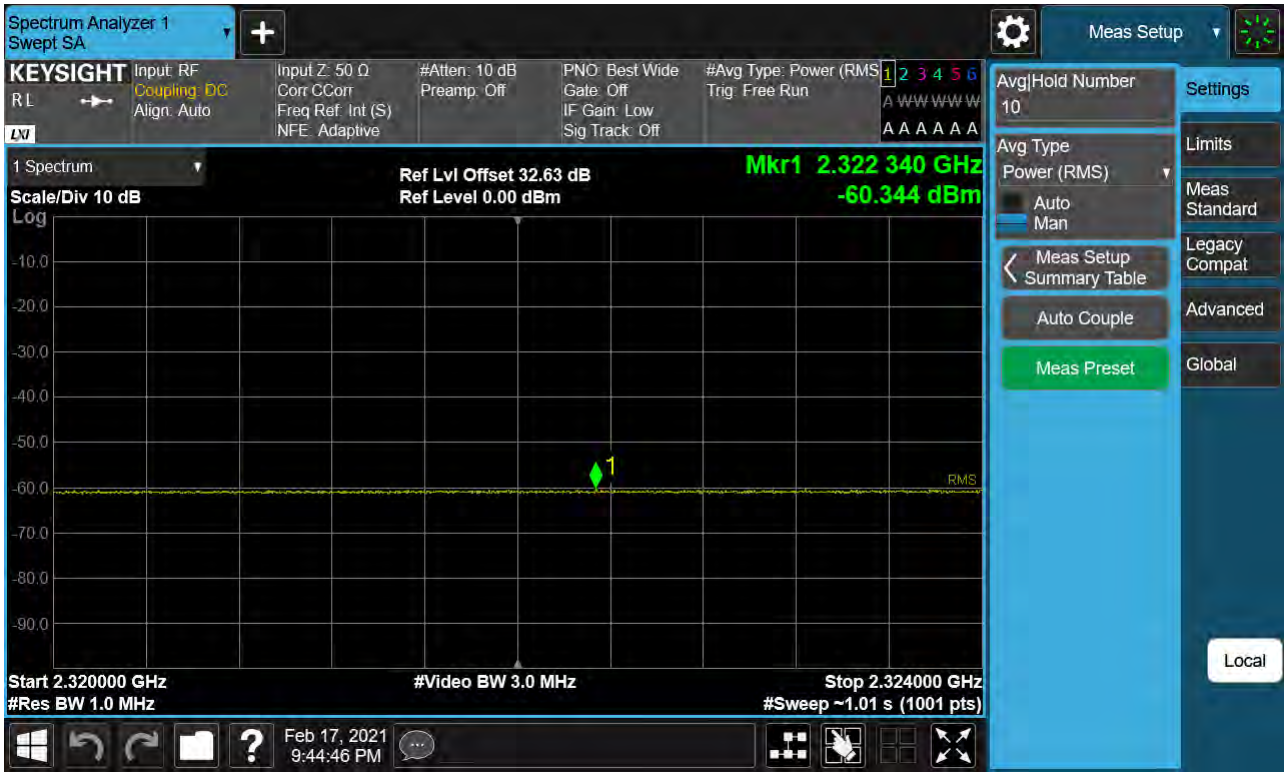 Spectrum Analyzer 1
Swept SA
+
Meas Setup
KEYSIGHT
RL
LXI
Input: RF
Coupling: DC
Align: Auto
Input Z: 50 Ω
Corr CCorr
Freq Ref: Int (S)
NFE: Adaptive
#Atten: 10 dB
Preamp: Off
PNO: Best Wide
Gate: Off
IF Gain: Low
Sig Track: Off
#Avg Type: Power (RMS
Trig: Free Run
1 2 3 4 5 6
A W W W W W
A A A A A A
1 Spectrum
Scale/Div 10 dB
Log
Ref Lvl Offset 32.63 dB
Ref Level 0.00 dBm
Mkr1 2.322 340 GHz
-60.344 dBm
-10.0
-20.0
-30.0
-40.0
-50.0
-60.0
-70.0
-80.0
-90.0
1
RMS
Start 2.320000 GHz
#Res BW 1.0 MHz
#Video BW 3.0 MHz
Stop 2.324000 GHz
#Sweep ~1.01 s (1001 pts)
?
Feb 17, 2021
9:44:46 PM
Avg|Hold Number
10
Avg Type
Power (RMS)
Auto
Man
Meas Setup
Summary Table
Auto Couple
Meas Preset
Settings
Limits
Meas
Standard
Legacy
Compat
Advanced
Global
Local